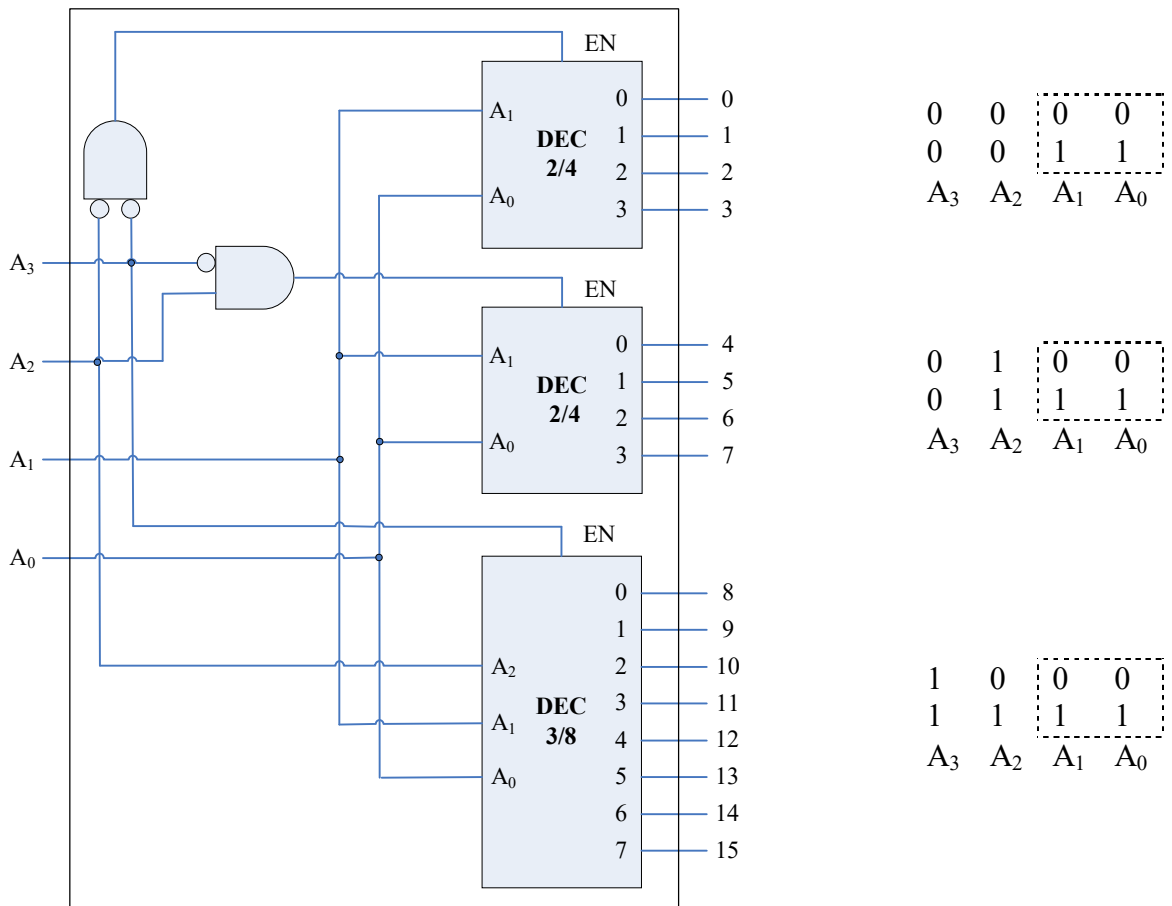 EN
A₁
A₀
DEC
2/4
0 0
1 1
2 2
3 3
0 0 0 0
0 0 1 1
A₃ A₂ A₁ A₀
A₃
A₂
A₁
A₀
EN
A₁
A₀
DEC
2/4
0 4
1 5
2 6
3 7
0 1 0 0
0 1 1 1
A₃ A₂ A₁ A₀
EN
A₂
A₁
A₀
DEC
3/8
0 8
1 9
2 10
3 11
4 12
5 13
6 14
7 15
1 0 0 0
1 1 1 1
A₃ A₂ A₁ A₀